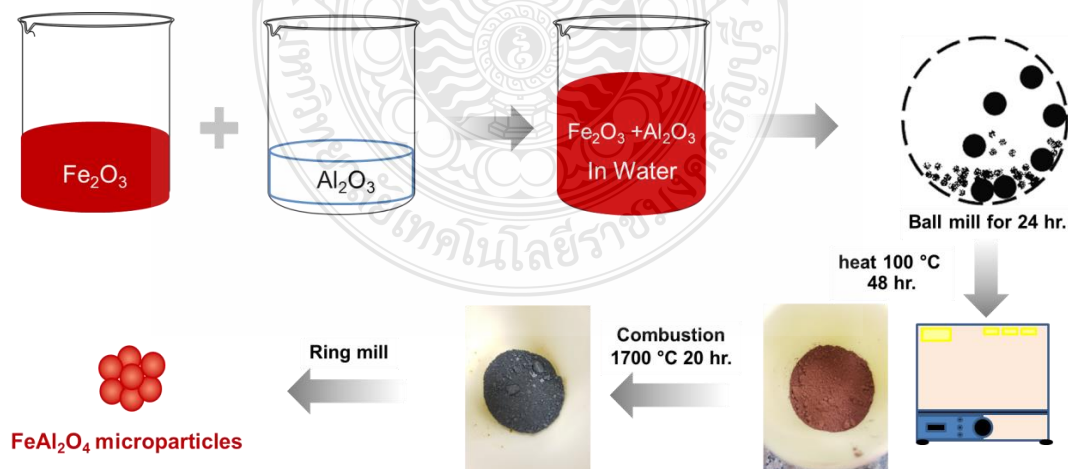 Fe₂O₃
Al₂O₃
Fe₂O₃ +Al₂O₃
In Water
Ball mill for 24 hr.
heat 100 °C
48 hr.
Combustion
1700 °C 20 hr.
Ring mill
FeAl₂O₄ microparticles